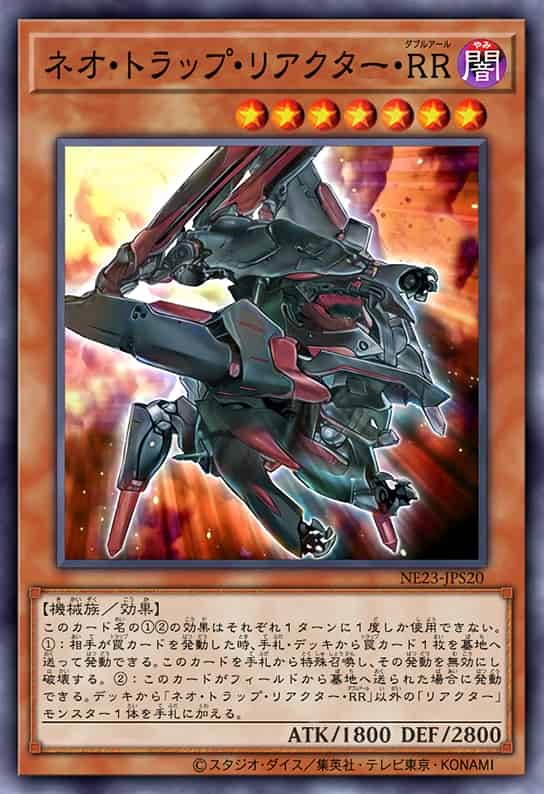 ダブルアール
ネオ・トラップ・リアクター・RR
やみ
闇
NE23-JPS20
【機械族／効果】
このカード名の①②の効果はそれぞれ１ターンに１度しか使用できない。
①：相手が罠カードを発動した時、手札・デッキから罠カード１枚を墓地へ
送って発動できる。このカードを手札から特殊召喚し、その発動を無効にし
破壊する。②：このカードがフィールドから墓地へ送られた場合に発動
できる。デッキから「ネオ・トラップ・リアクター・RR」以外の「リアクター」
モンスター１体を手札に加える。
ATK/1800 DEF/2800
©スタジオ・ダイス／集英社・テレビ東京・KONAMI